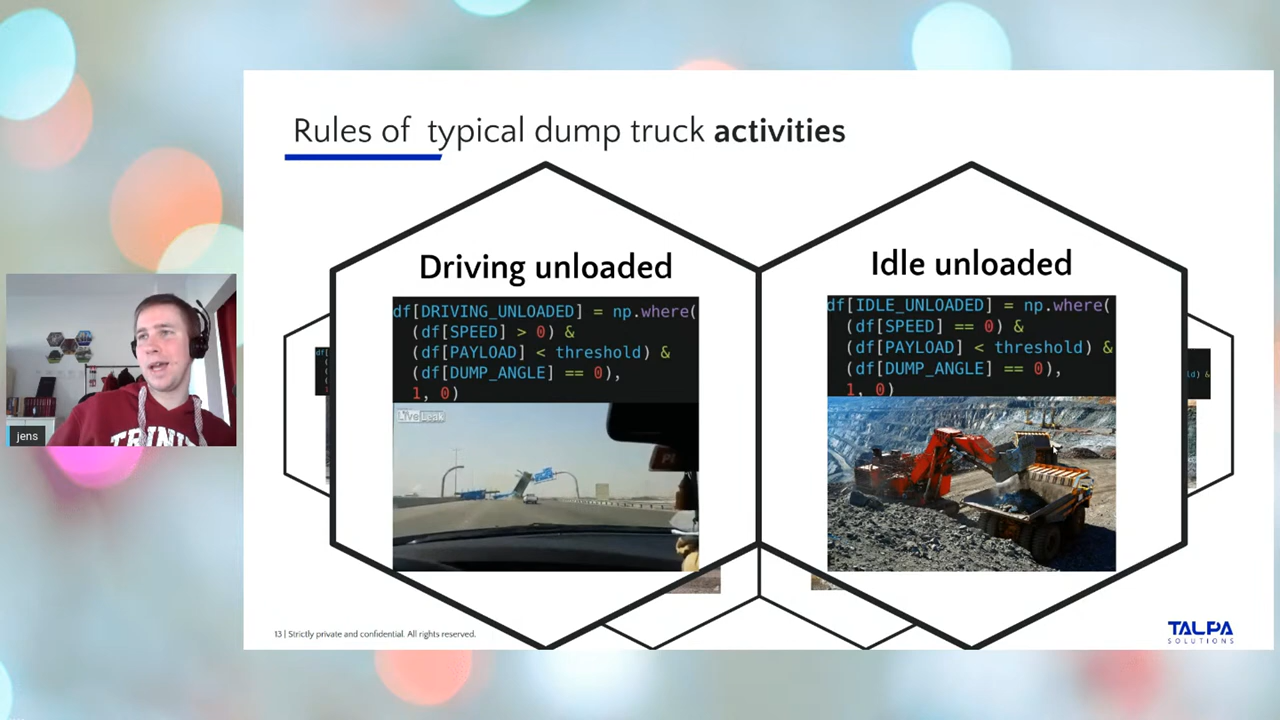 Rules of typical dump truck activities
Driving unloaded
df[DRIVING_UNLOADED] = np.where(
(df[SPEED] > 0) &
(df[PAYLOAD] < threshold) &
(df[DUMP_ANGLE] == 0),
1, 0)
LiveLeak
Idle unloaded
df[IDLE_UNLOADED] = np.where(
(df[SPEED] == 0) &
(df[PAYLOAD] < threshold) &
(df[DUMP_ANGLE] == 0),
1, 0)
jens
TRINI
13 | Strictly private and confidential. All rights reserved.
TALPA
SOLUTIONS